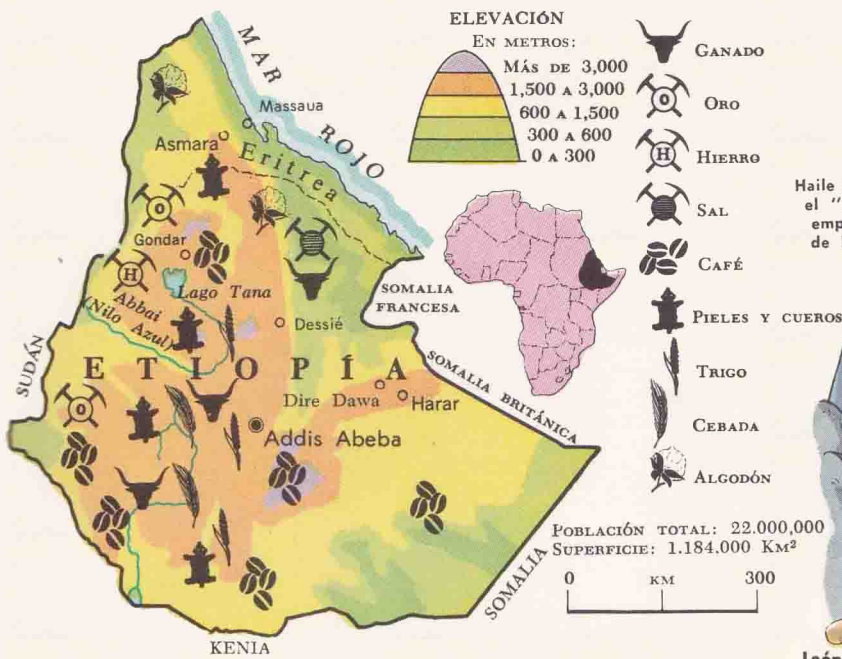 ELEVACIÓN
EN METROS:
MÁS DE 3,000
1,500 A 3,000
600 A 1,500
300 A 600
0 A 300
GANADO
O ORO
H HIERRO
SAL
CAFÉ
PIELES Y CUEROS
TRIGO
CEBADA
ALGODÓN
MAR ROJO
Massaua
Asmara
Eritrea
O
Gondar
H
Lago Tana
Abbai
(Nilo Azul)
Dessié
SOMALIA
FRANCESA
SUDÁN
ETIOPÍA
SOMALIA BRITÁNICA
Dire Dawa
Harar
O
Addis Abeba
SOMALIA
KENIA
POBLACIÓN TOTAL: 22.000,000
SUPERFICIE: 1.184,000 KM²
0 KM 300
Haile
el "
emp
de
León